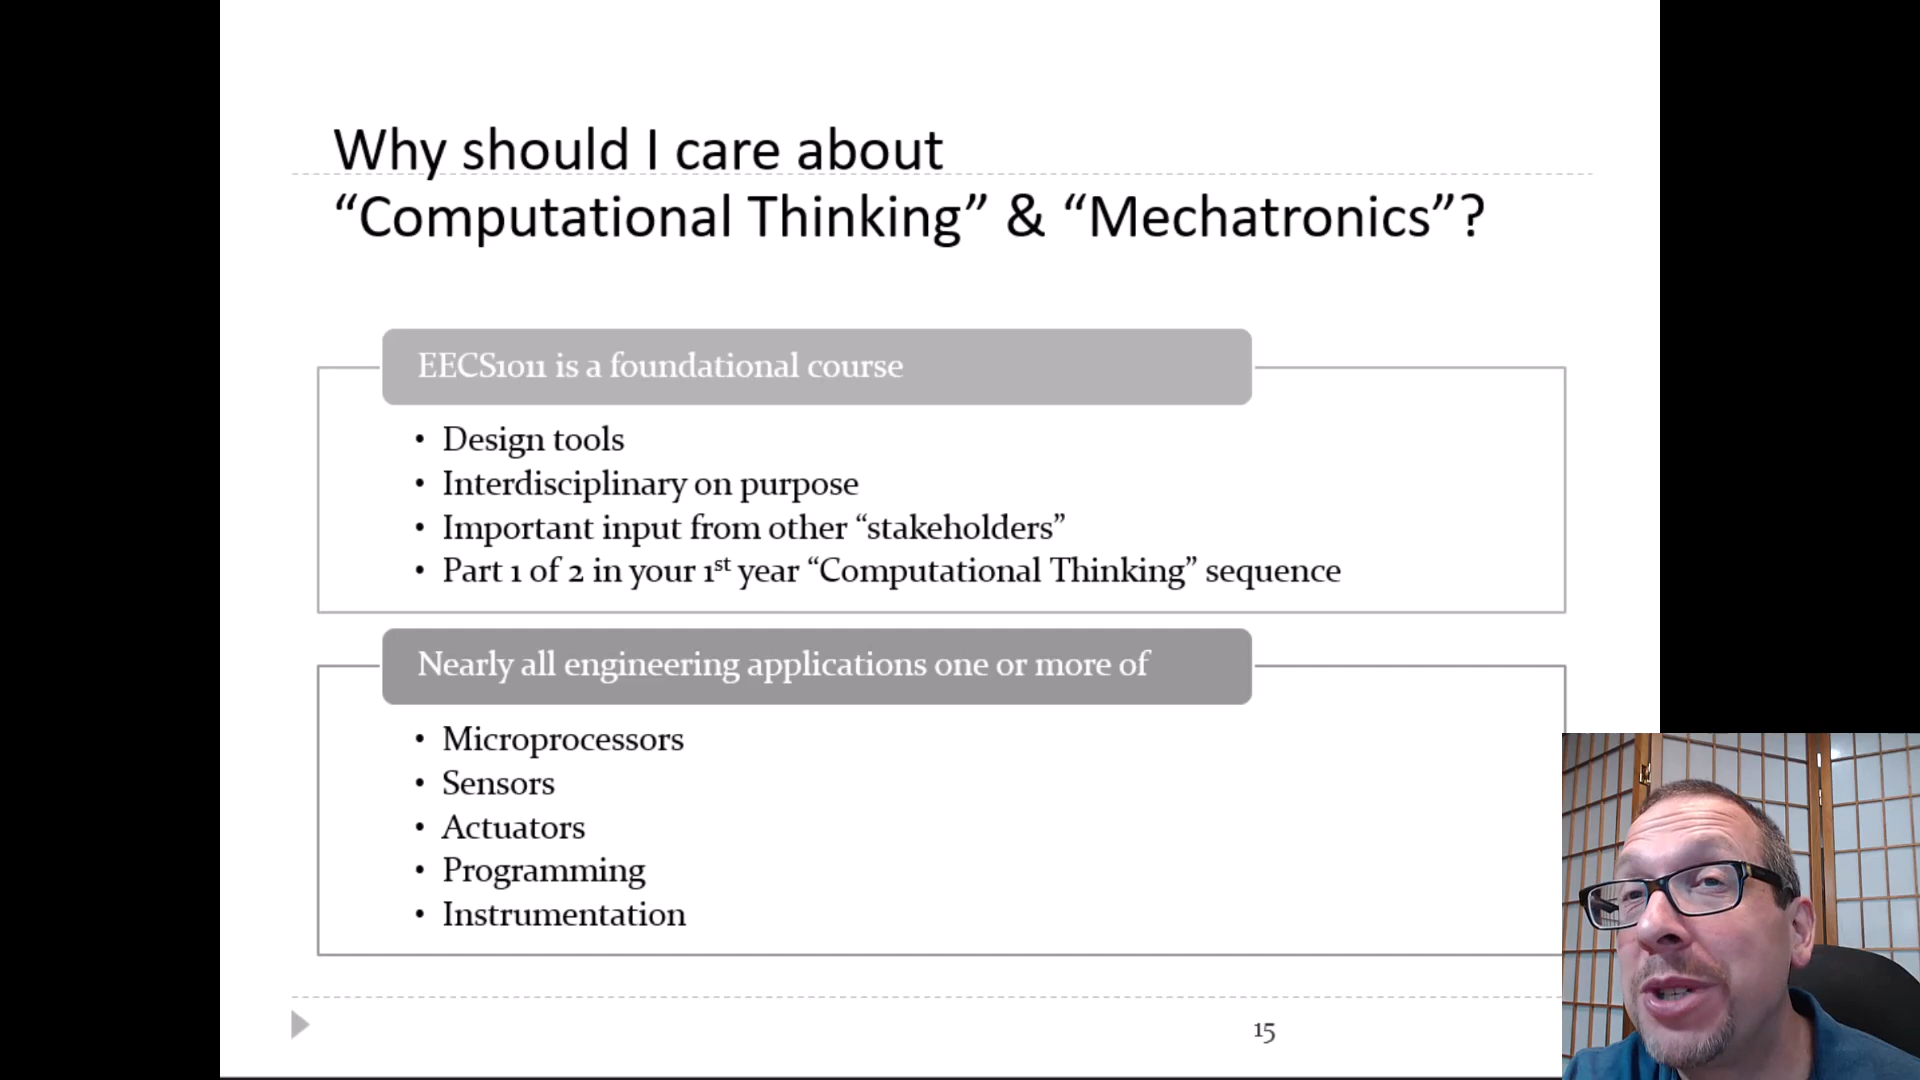 Why should I care about
“Computational Thinking” & “Mechatronics”?
EECS1011 is a foundational course
• Design tools
• Interdisciplinary on purpose
• Important input from other “stakeholders”
• Part 1 of 2 in your 1st year “Computational Thinking” sequence
Nearly all engineering applications one or more of
• Microprocessors
• Sensors
• Actuators
• Programming
• Instrumentation
15